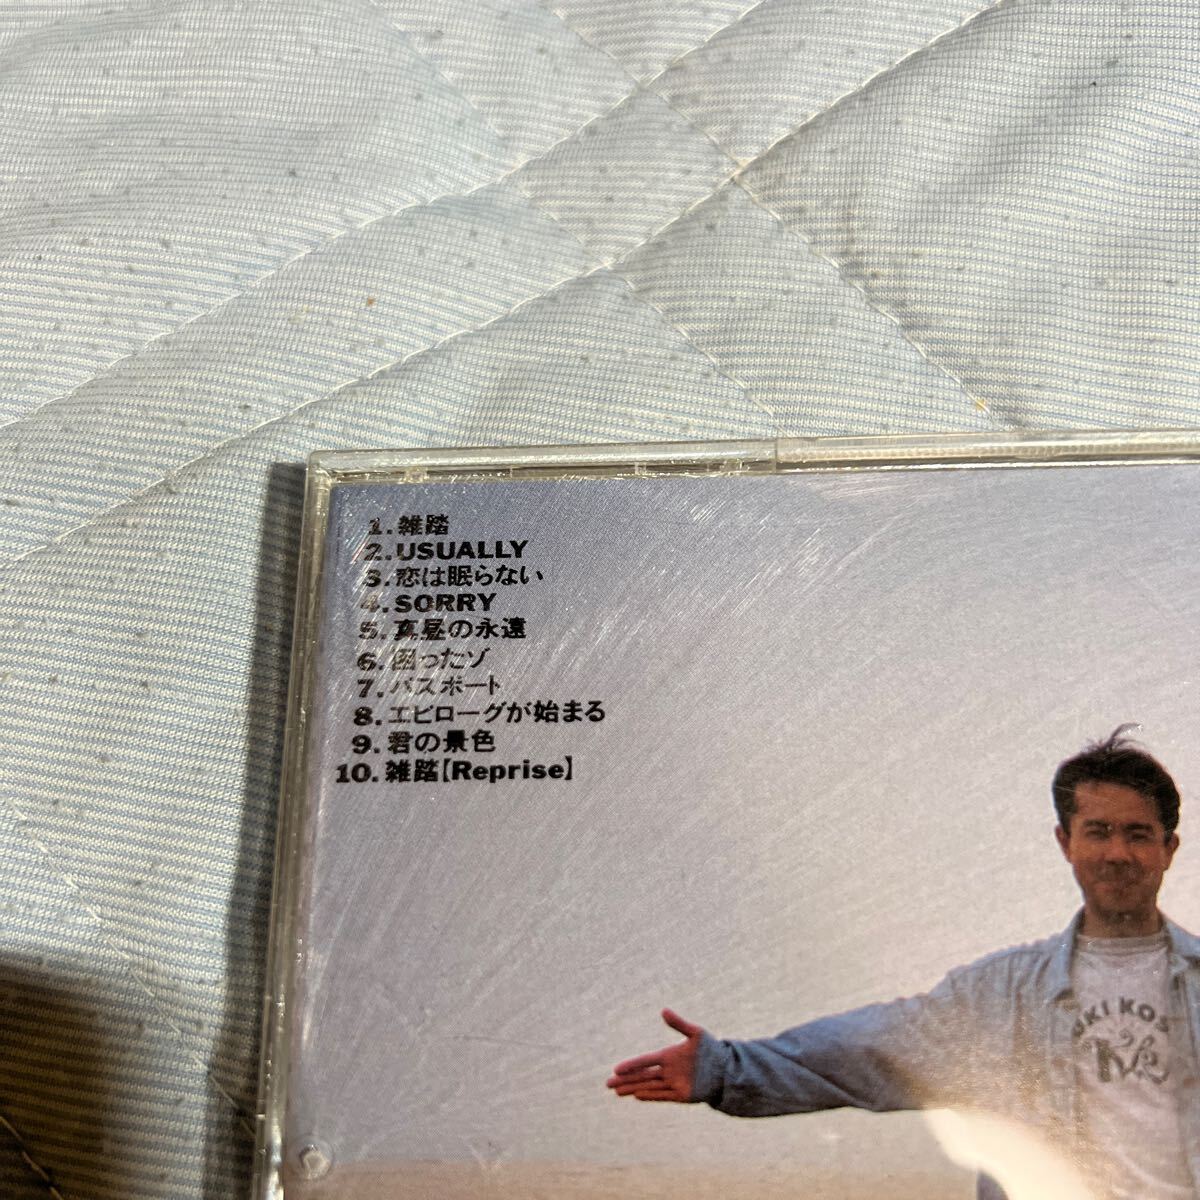 1. 雑踏
2. USUALLY
3. 恋は眠らない
4. SORRY
5. 真昼の永遠
6. 困ったゾ
7. パスポート
8. エピローグが始まる
9. 君の景色
10. 雑踏【Reprise】
UKI KOS